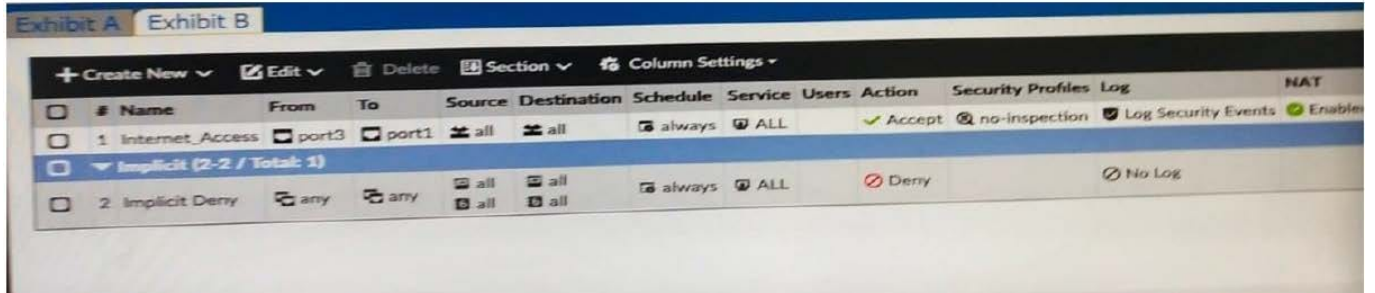 Exhibit A Exhibit B
Create New Edit Delete Section Column Settings
# Name From To Source Destination Schedule Service Users Action Security Profiles Log NAT
1 Internet_Access port3 port1 all all always ALL Accept no-inspection Log Security Events Enable
Implicit (2-2 / Total: 1)
2 Implicit Deny any any all all always ALL Deny No Log
all all